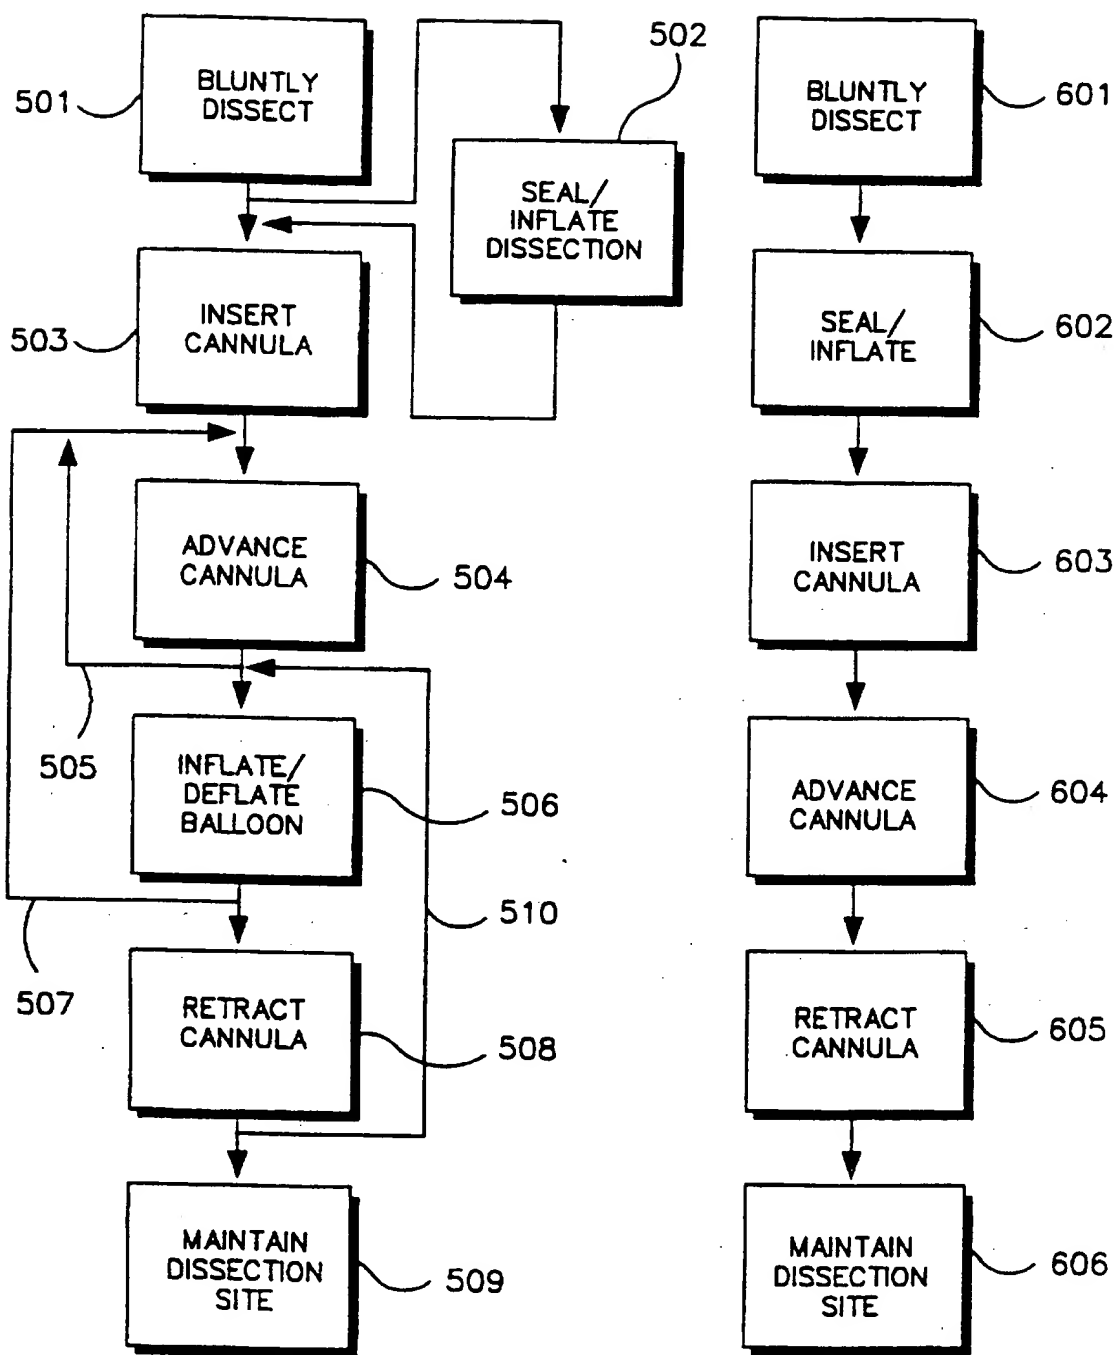 501
BLUNTLY
DISSECT
502
SEAL/
INFLATE
DISSECTION
503
INSERT
CANNULA
ADVANCE
CANNULA
504
505
INFLATE/
DEFLATE
BALLOON
506
507
RETRACT
CANNULA
508
510
MAINTAIN
DISSECTION
SITE
509
BLUNTLY
DISSECT
601
SEAL/
INFLATE
602
INSERT
CANNULA
603
ADVANCE
CANNULA
604
RETRACT
CANNULA
605
MAINTAIN
DISSECTION
SITE
606